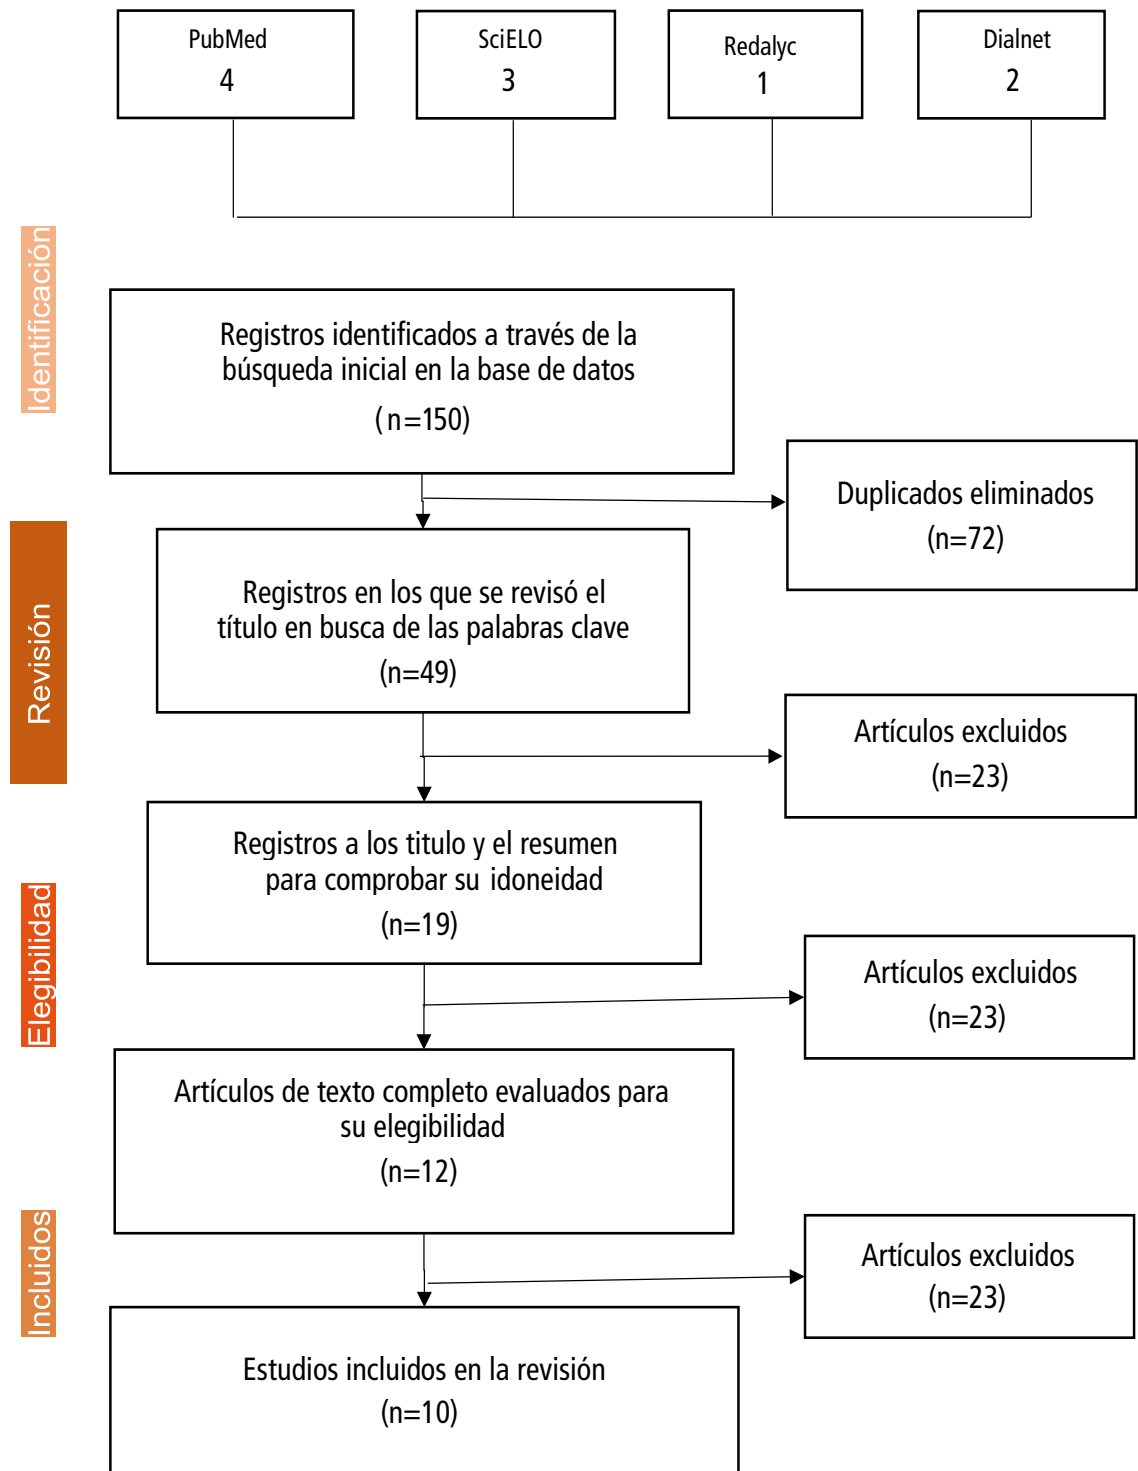 PubMed
4
SciELO
3
Redalyc
1
Dialnet
2
Identificación
Registros identificados a través de la
búsqueda inicial en la base de datos
( n=150)
Duplicados eliminados
(n=72)
Revisión
Registros en los que se revisó el
título en busca de las palabras clave
(n=49)
Artículos excluidos
(n=23)
Registros a los titulo y el resumen
para comprobar su idoneidad
(n=19)
Elegibilidad
Artículos excluidos
(n=23)
Artículos de texto completo evaluados para
su elegibilidad
(n=12)
Incluidos
Artículos excluidos
(n=23)
Estudios incluidos en la revisión
(n=10)